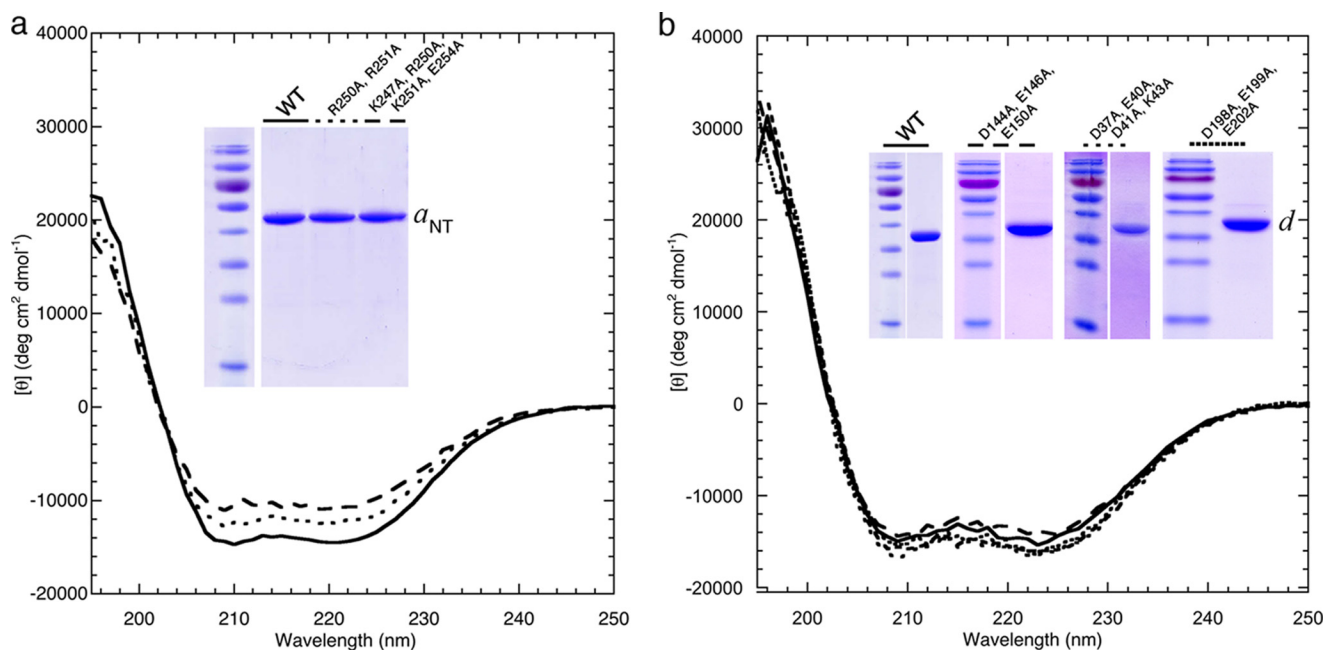 a
40000
30000
20000
10000
0
-10000
-20000
[θ] (deg cm² dmol⁻¹)
200 210 220 230 240 250
Wavelength (nm)
WT
R250A, R251A
K247A, R250A,
K251A, E254A
aNT
b
40000
30000
20000
10000
0
-10000
-20000
[θ] (deg cm² dmol⁻¹)
200 210 220 230 240 250
Wavelength (nm)
WT
D144A, E146A,
E150A
D37A, E40A,
D41A, K43A
D198A, E199A,
E202A
d